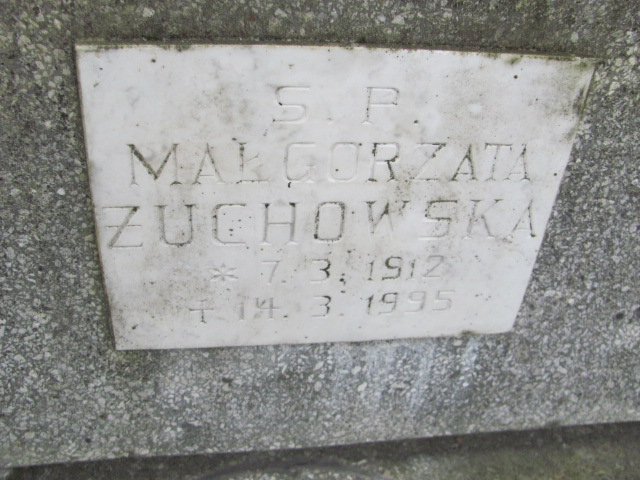 S. P.
MAŁGORZATA
ŻUCHOWSKA
* 7. 3. 1912
+ 14. 3. 1995